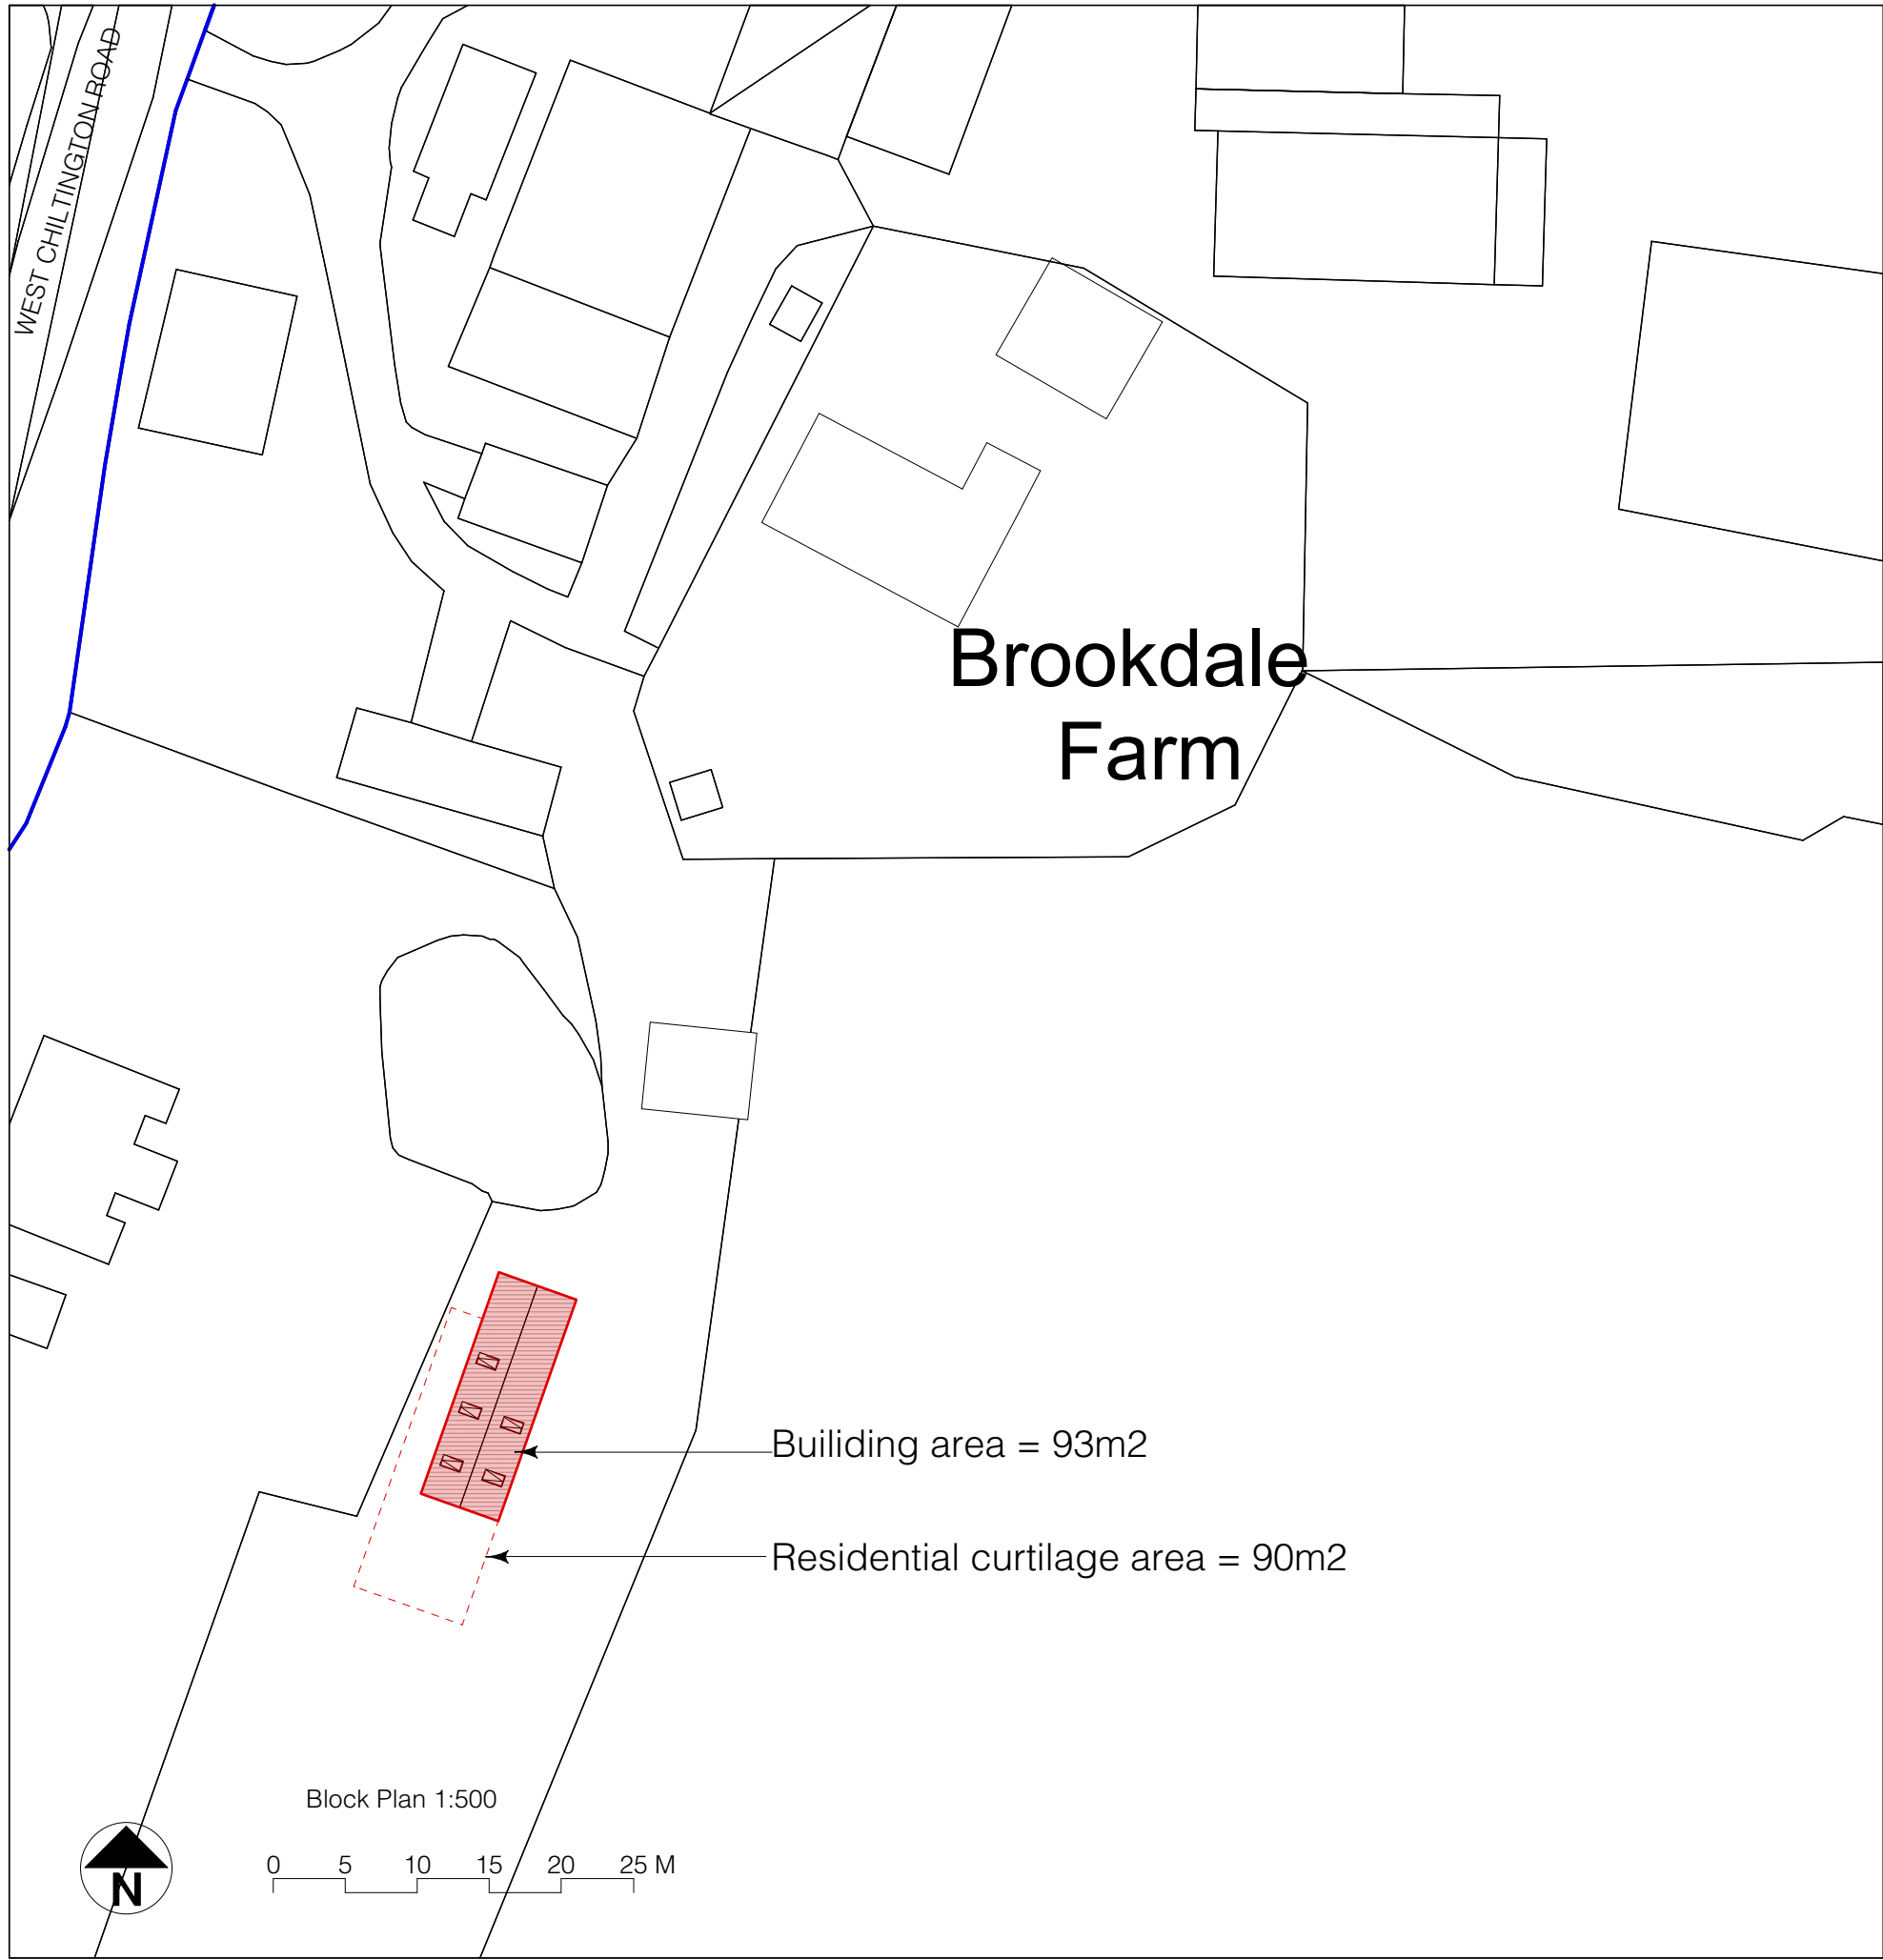 WEST CHILTINGTON ROAD
Brookdale
Farm
Builiding area = 93m2
Residential curtilage area = 90m2
Block Plan 1:500
0 5 10 15 20 25 M
N